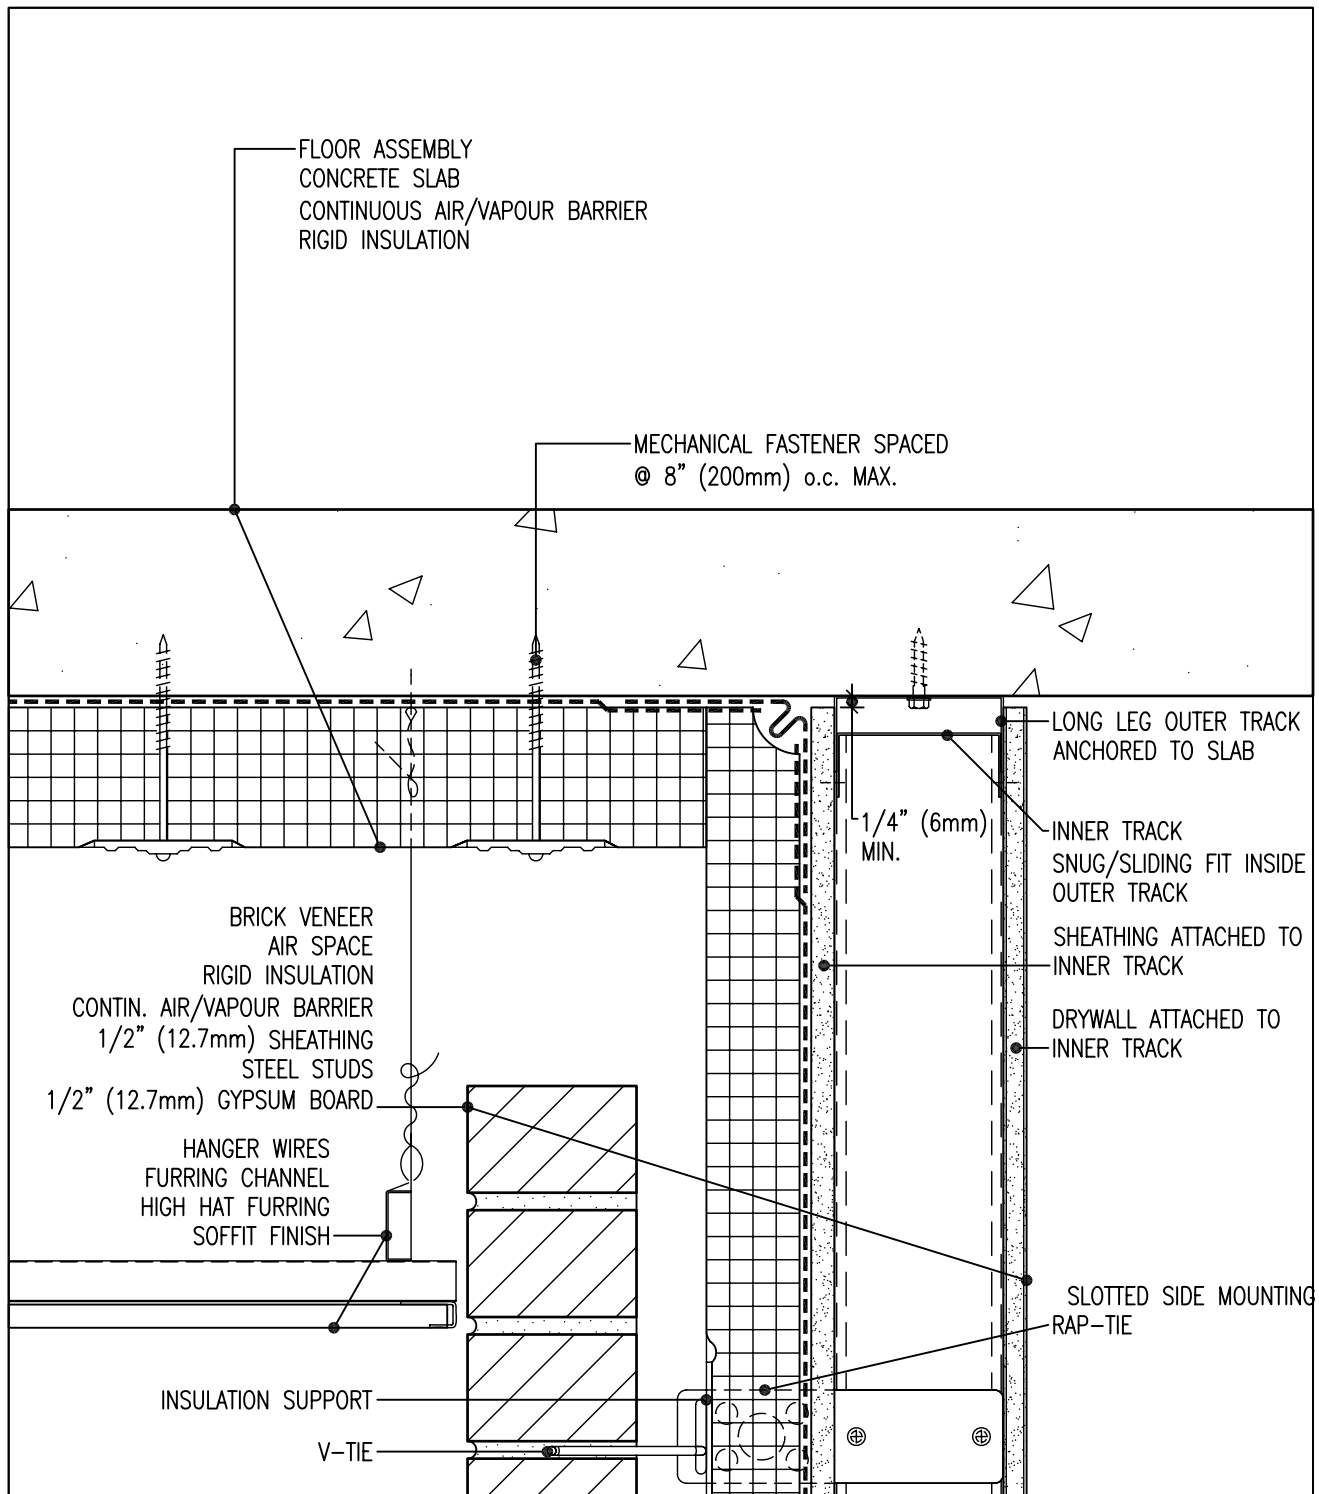 FLOOR ASSEMBLY
CONCRETE SLAB
CONTINUOUS AIR/VAPOUR BARRIER
RIGID INSULATION
MECHANICAL FASTENER SPACED
@ 8" (200mm) o.c. MAX.
LONG LEG OUTER TRACK
ANCHORED TO SLAB
1/4" (6mm)
MIN.
INNER TRACK
SNUG/SLIDING FIT INSIDE
OUTER TRACK
SHEATHING ATTACHED TO
INNER TRACK
DRYWALL ATTACHED TO
INNER TRACK
BRICK VENEER
AIR SPACE
RIGID INSULATION
CONTIN. AIR/VAPOUR BARRIER
1/2" (12.7mm) SHEATHING
STEEL STUDS
1/2" (12.7mm) GYPSUM BOARD
HANGER WIRES
FURRING CHANNEL
HIGH HAT FURRING
SOFFIT FINISH
SLOTTED SIDE MOUNTING
RAP-TIE
INSULATION SUPPORT
V-TIE